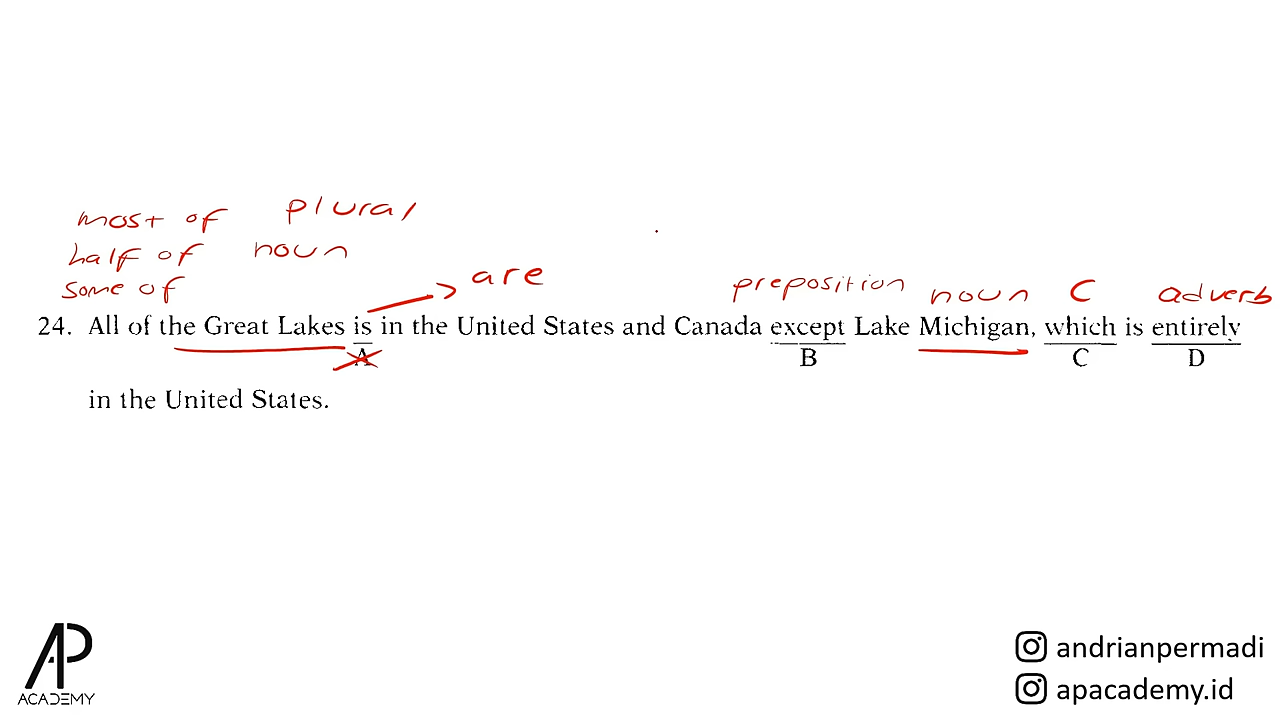 most of plural
half of noun
some of are preposition noun C adverb
24. All of the Great Lakes is in the United States and Canada except Lake Michigan, which is entirely
A B C D
in the United States.
AP
ACADEMY
andrianpermadi
apacademy.id